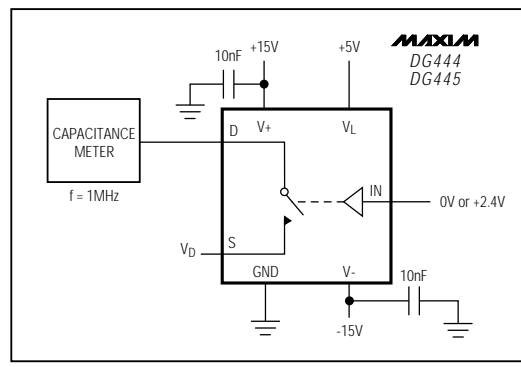 +15V
+5V
MAXIM
10nF
DG444
DG445
CAPACITANCE
METER
D
V+
VL
IN
f = 1MHz
0V or +2.4V
VD
S
GND
V-
10nF
-15V